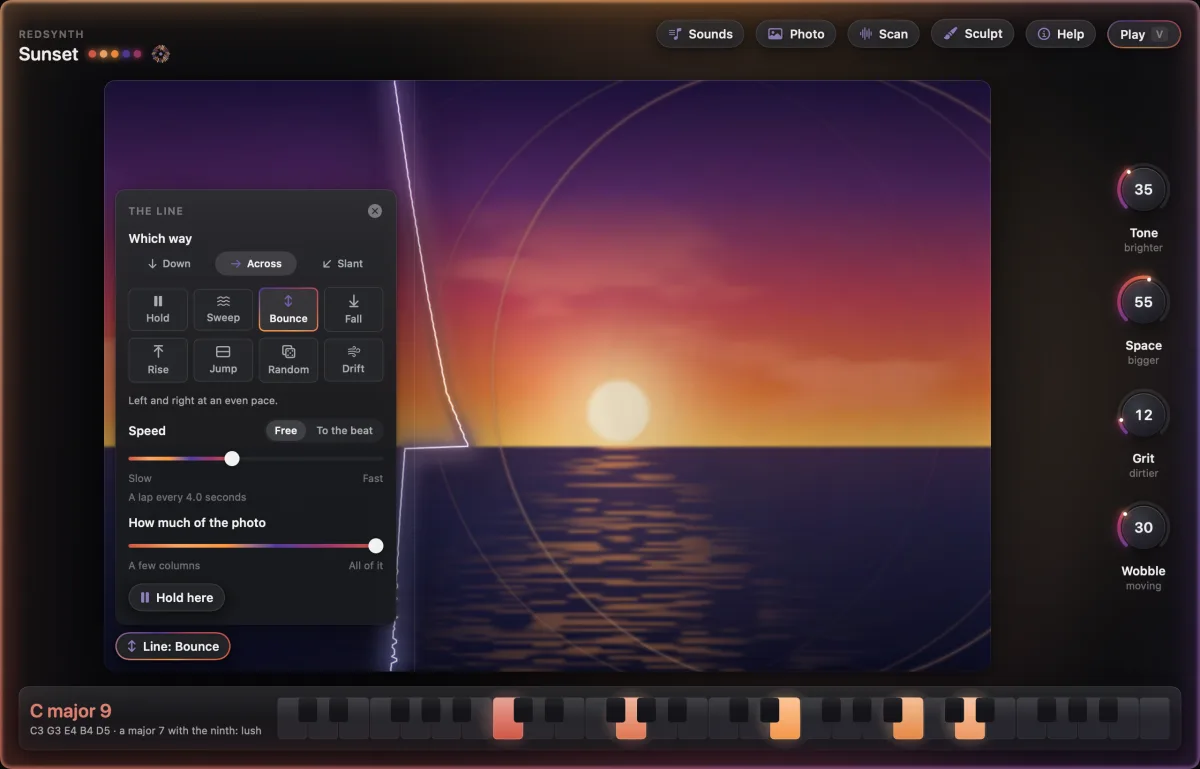 REDSYNTH
Sunset
Sounds
Photo
Scan
Sculpt
Help
Play V
THE LINE
Which way
Down
Across
Slant
Hold
Sweep
Bounce
Fall
Rise
Jump
Random
Drift
Left and right at an even pace.
Speed
Free
To the beat
Slow
Fast
A lap every 4.0 seconds
How much of the photo
A few columns
All of it
Hold here
Line: Bounce
35
Tone
brighter
55
Space
bigger
12
Grit
dirtier
30
Wobble
moving
C major 9
C3 G3 E4 B4 D5 · a major 7 with the ninth: lush